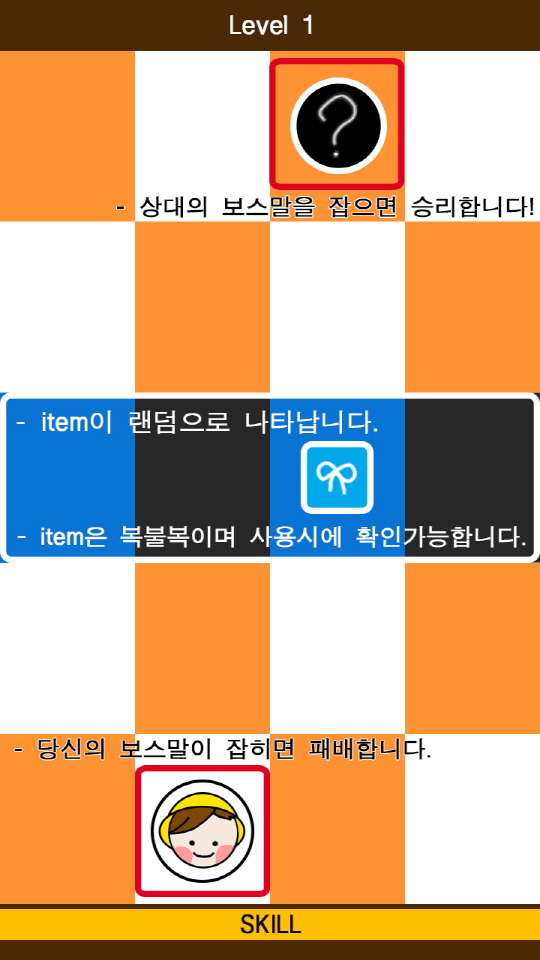 Level 1
?
- 상대의 보스말을 잡으면 승리합니다!
- item이 랜덤으로 나타납니다.
- item은 복불복이며 사용시에 확인가능합니다.
- 당신의 보스말이 잡히면 패배합니다.
SKILL